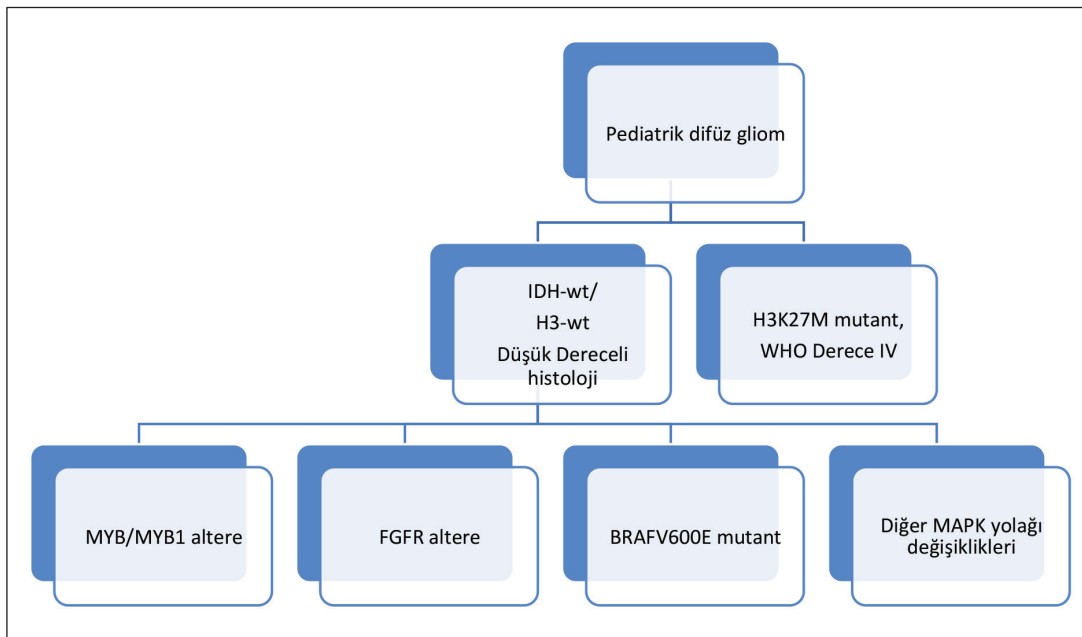 Pediatrik difüz gliom
IDH-wt/
H3-wt
Düşük Dereceli
histoloji
H3K27M mutant,
WHO Derece IV
MYB/MYB1 altere
FGFR altere
BRAFV600E mutant
Diğer MAPK yolağı
değişiklikleri